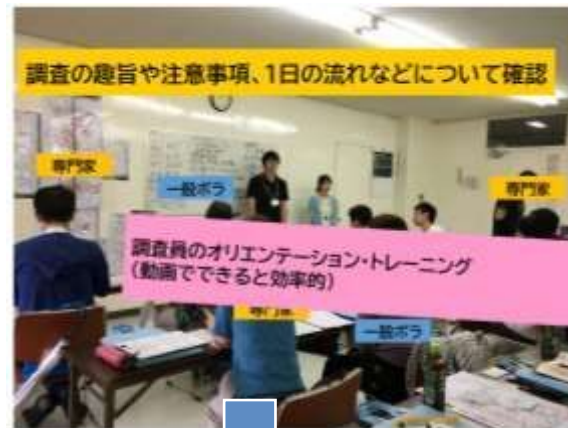 調査の趣旨や注意事項、1日の流れなどについて確認
専門家
一般ボラ
専門家
調査員のオリエンテーション・トレーニング
（動画でできると効率的）
専門家
一般ボラ